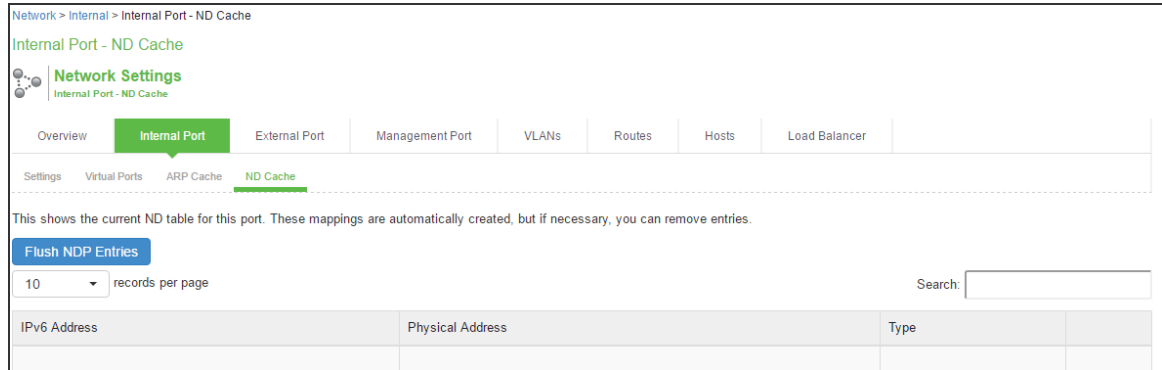 Network > Internal > Internal Port - ND Cache
Internal Port - ND Cache
Network Settings
Internal Port - ND Cache
Overview Internal Port External Port Management Port VLANs Routes Hosts Load Balancer
Settings Virtual Ports ARP Cache ND Cache
This shows the current ND table for this port. These mappings are automatically created, but if necessary, you can remove entries.
Flush NDP Entries
10 records per page Search:
IPv6 Address Physical Address Type